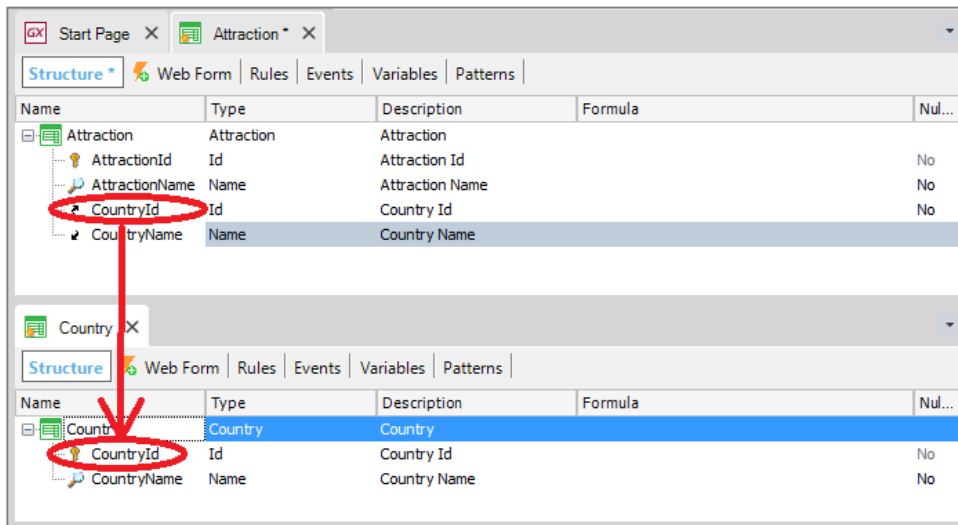 GX Start Page Attraction*
Structure * Web Form Rules Events Variables Patterns
Name Type Description Formula Nul...
Attraction Attraction Attraction
AttractionId Id Attraction Id No
AttractionName Name Attraction Name No
CountryId Id Country Id No
CountryName Name Country Name
Country
Structure Web Form Rules Events Variables Patterns
Name Type Description Formula Nul...
Country Country Country
CountryId Id Country Id No
CountryName Name Country Name No